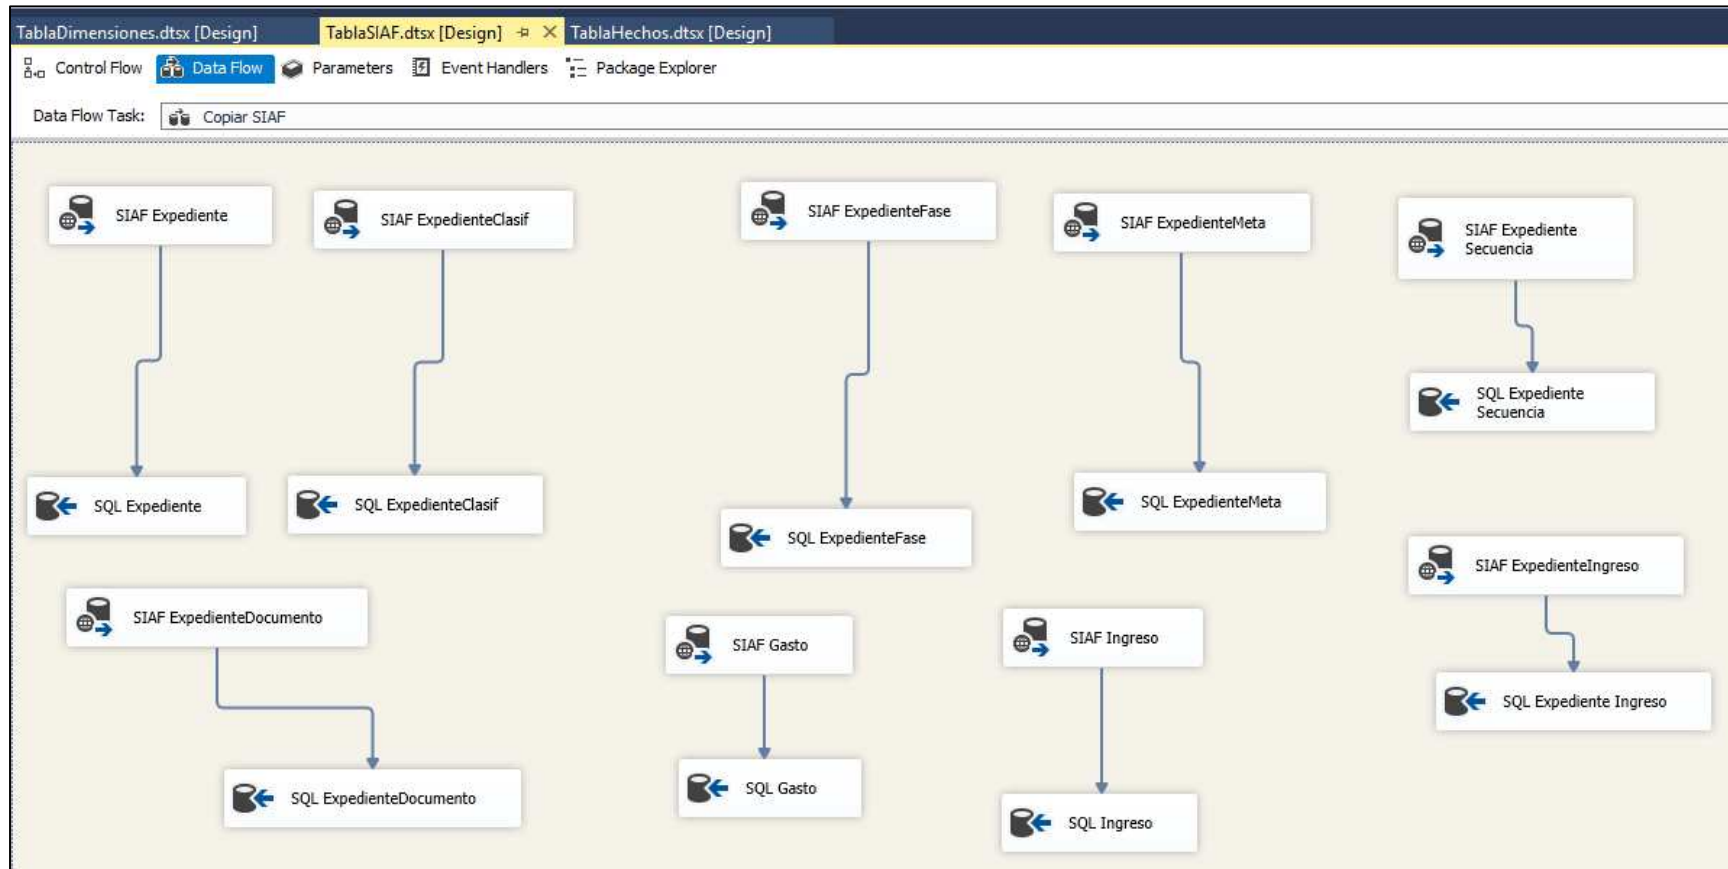 TablaDimensiones.dtsx [Design]
TablaSIAF.dtsx [Design]
TablaHechos.dtsx [Design]
Control Flow
Data Flow
Parameters
Event Handlers
Package Explorer
Data Flow Task:
Copiar SIAF
SIAF Expediente
SIAF ExpedienteClasif
SIAF ExpedienteFase
SIAF ExpedienteMeta
SIAF Expediente
Secuencia
SQL Expediente
Secuencia
SQL Expediente
SQL ExpedienteClasif
SQL ExpedienteFase
SQL ExpedienteMeta
SIAF ExpedienteIngreso
SIAF ExpedienteDocumento
SIAF Gasto
SIAF Ingreso
SQL Expediente Ingreso
SQL ExpedienteDocumento
SQL Gasto
SQL Ingreso